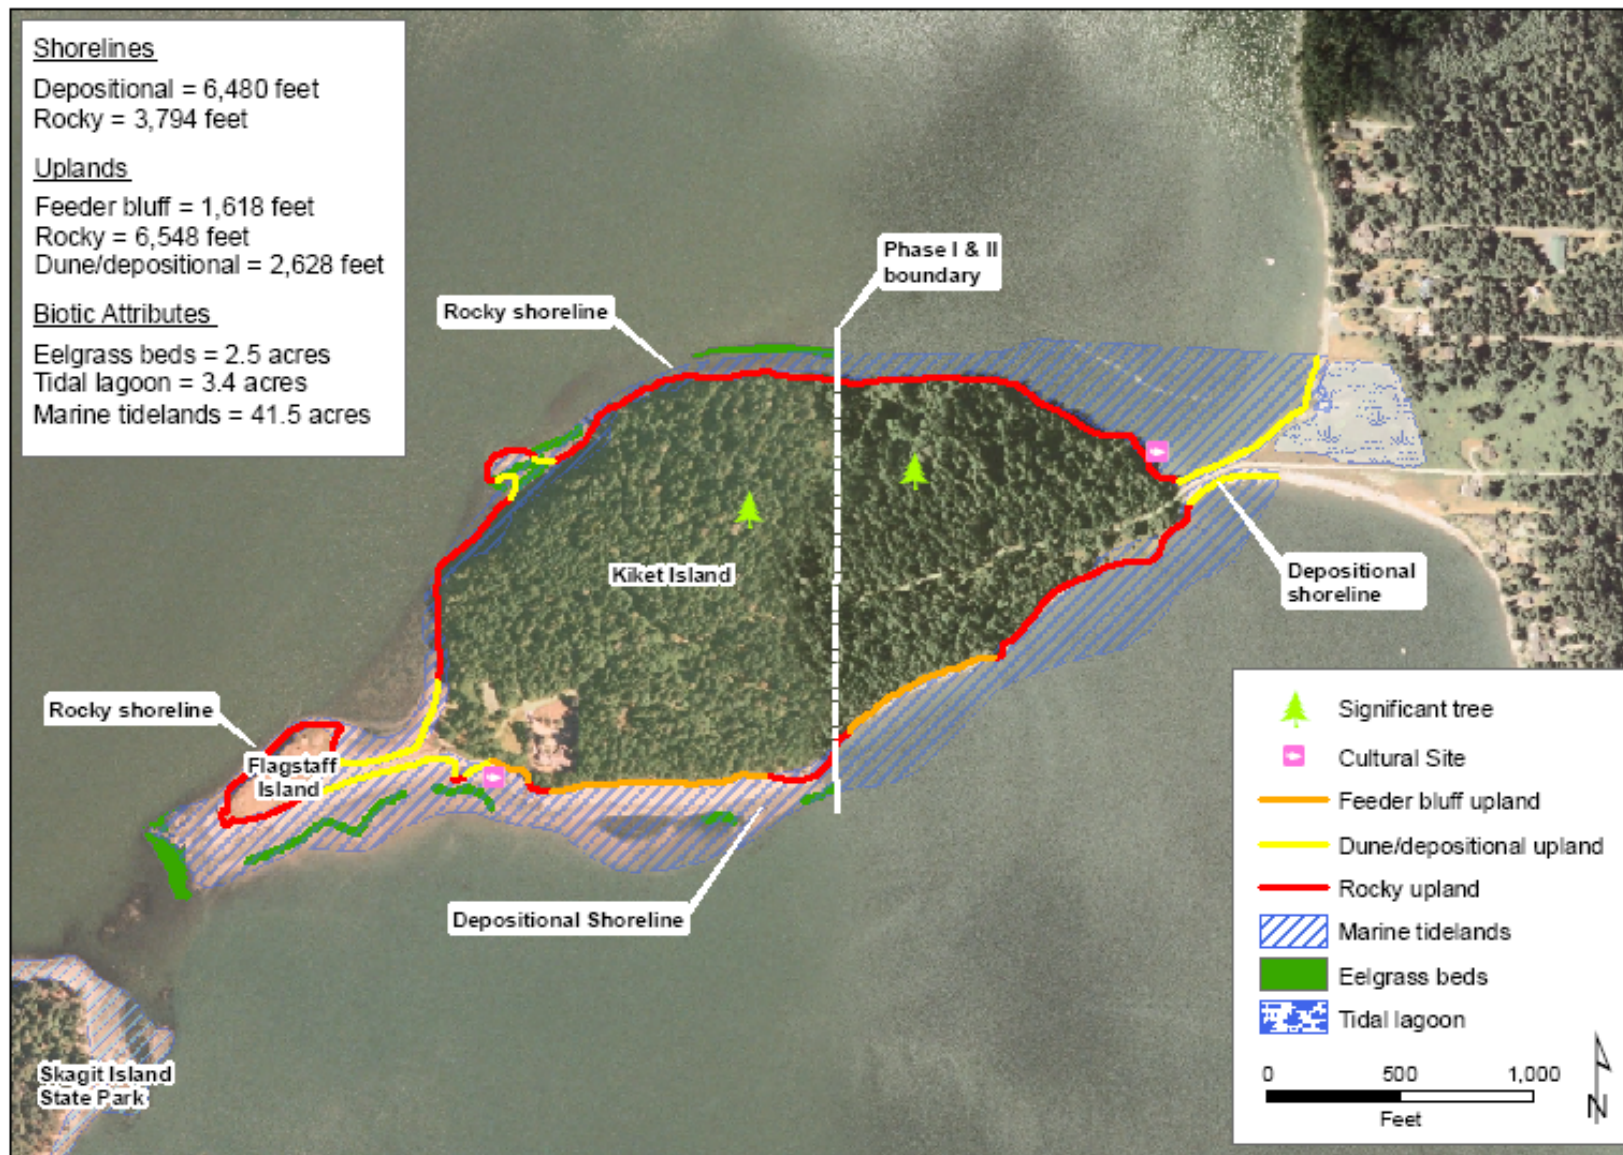 Shorelines
Depositional = 6,480 feet
Rocky = 3,794 feet
Uplands
Feeder bluff = 1,618 feet
Rocky = 6,548 feet
Dune/depositional = 2,628 feet
Biotic Attributes
Eelgrass beds = 2.5 acres
Tidal lagoon = 3.4 acres
Marine tidelands = 41.5 acres
Phase I & II
boundary
Rocky shoreline
Kiket Island
Depositional
shoreline
Rocky shoreline
Flagstaff
Island
Depositional Shoreline
Skagit Island
State Park
Significant tree
Cultural Site
Feeder bluff upland
Dune/depositional upland
Rocky upland
Marine tidelands
Eelgrass beds
Tidal lagoon
0 500 1,000
Feet
N